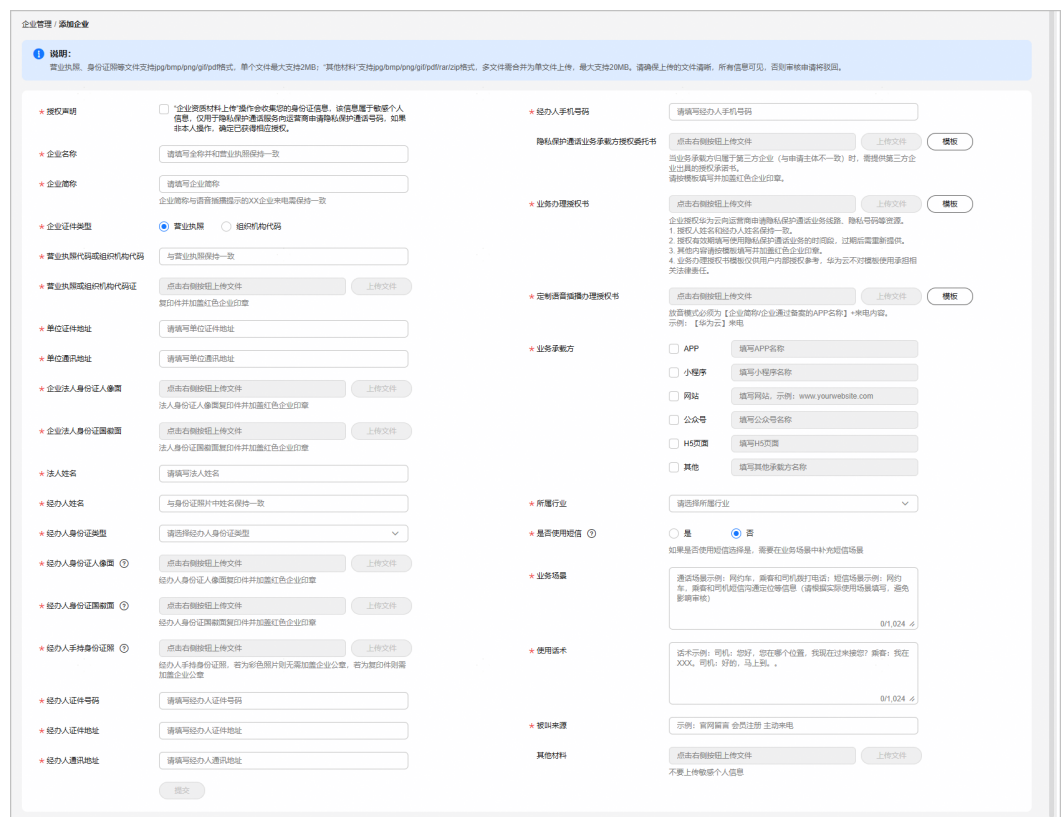 企业管理 / 添加企业
说明：
营业执照、身份证照等文件支持jpg/bmp/png/gif/pdf格式，单个文件最大支持2MB；"其他材料"支持jpg/bmp/png/gif/pdf/rar/zip格式，多文件需合并为单文件上传，最大支持20MB。请确保上传的文件清晰、所有信息可见，否则审核申请将驳回。
* 授权声明
"企业资质材料上传"操作会收集您的身份证信息，该信息属于敏感个人
信息，仅用于隐私保护通话服务向运营商申请隐私保护通话号码，如果
非本人操作，确定已获得相应授权。
* 企业名称
请填写全称并和营业执照保持一致
* 企业简称
请填写企业简称
企业简称与语音播报提示的XX企业来电需保持一致
* 企业证件类型
营业执照
组织机构代码
* 营业执照代码或组织机构代码
与营业执照保持一致
* 营业执照或组织机构代码证
点击右侧按钮上传文件
上传文件
复印件并加盖红色企业印章
* 单位证件地址
请填写单位证件地址
* 单位通讯地址
请填写单位通讯地址
* 企业法人身份证人像面
点击右侧按钮上传文件
上传文件
法人身份证人像面复印件并加盖红色企业印章
* 企业法人身份证国徽面
点击右侧按钮上传文件
上传文件
法人身份证国徽面复印件并加盖红色企业印章
* 法人姓名
请填写法人姓名
* 经办人姓名
与身份证照片中姓名保持一致
* 经办人身份证类型
请选择经办人身份证类型
* 经办人身份证人像面
点击右侧按钮上传文件
上传文件
经办人身份证人像面复印件并加盖红色企业印章
* 经办人身份证国徽面
点击右侧按钮上传文件
上传文件
经办人身份证国徽面复印件并加盖红色企业印章
* 经办人手持身份证照
点击右侧按钮上传文件
上传文件
经办人手持身份证照，若为彩色照片则无需加盖企业公章，若为复印件则需
加盖企业公章
* 经办人证件号码
请填写经办人证件号码
* 经办人证件地址
请填写经办人证件地址
* 经办人通讯地址
请填写经办人通讯地址
提交
* 经办人手机号码
请填写经办人手机号码
隐私保护通话业务承载方授权委托书
点击右侧按钮上传文件
上传文件
模板
当业务承载方归属于第三方企业（与申请主体不一致）时，需提供第三方企
业出具的授权承诺书。
请按模板填写并加盖红色企业印章。
* 业务办理授权书
点击右侧按钮上传文件
上传文件
模板
企业授权华为云向运营商申请隐私保护通话业务线路、隐私号码等资源。
1. 授权人姓名和经办人姓名保持一致。
2. 授权有效期填写使用隐私保护通话业务的时间段，过期后需重新提供。
3. 其他内容请按模板填写并加盖红色企业印章。
4. 业务办理授权书模板仅供用户内部授权参考，华为云不对模板使用承担相
关法律责任。
* 定制语音播报办理授权书
点击右侧按钮上传文件
上传文件
模板
放音模式必须为【企业简称/企业通过备案的APP名称】+来电内容。
示例：【华为云】来电
* 业务承载方
APP
填写APP名称
小程序
填写小程序名称
网站
填写网站，示例：www.yourwebsite.com
公众号
填写公众号名称
H5页面
填写H5页面
其他
填写其他承载方名称
* 所属行业
请选择所属行业
* 是否使用短信
是
否
如果是否使用短信选择是，需要在业务场景中补充短信场景
* 业务场景
通话场景示例：网约车，乘客和司机拨打电话；短信场景示例：网约
车，乘客和司机短信沟通定位等信息（请根据实际使用场景填写，避免
影响审核）
0/1,024
* 使用话术
话术示例：司机：您好，您在哪个位置，我现在过来接您？乘客：我在
XXX。司机：好的，马上到。。
0/1,024
* 被叫来源
示例：官网留言 会员注册 主动来电
其他材料
点击右侧按钮上传文件
上传文件
不要上传敏感个人信息